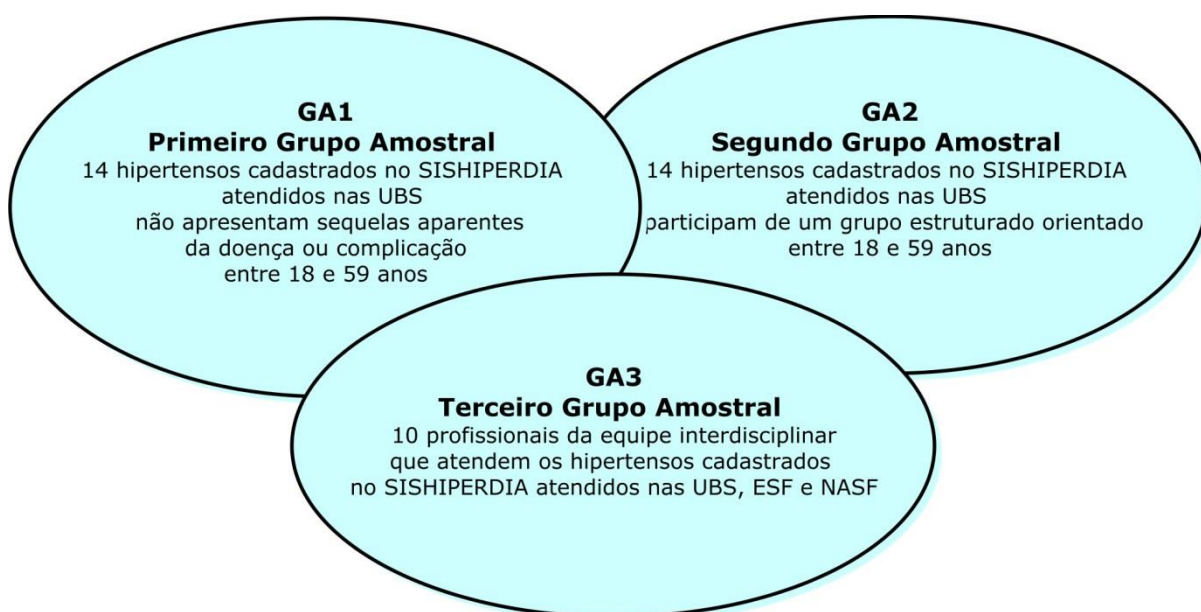 GA1
Primeiro Grupo Amostral
14 hipertensos cadastrados no SISHIPERDIA
atendidos nas UBS
não apresentam sequelas aparentes
da doença ou complicação
entre 18 e 59 anos
GA2
Segundo Grupo Amostral
14 hipertensos cadastrados no SISHIPERDIA
atendidos nas UBS
participam de um grupo estruturado orientado
entre 18 e 59 anos
GA3
Terceiro Grupo Amostral
10 profissionais da equipe interdisciplinar
que atendem os hipertensos cadastrados
no SISHIPERDIA atendidos nas UBS, ESF e NASF